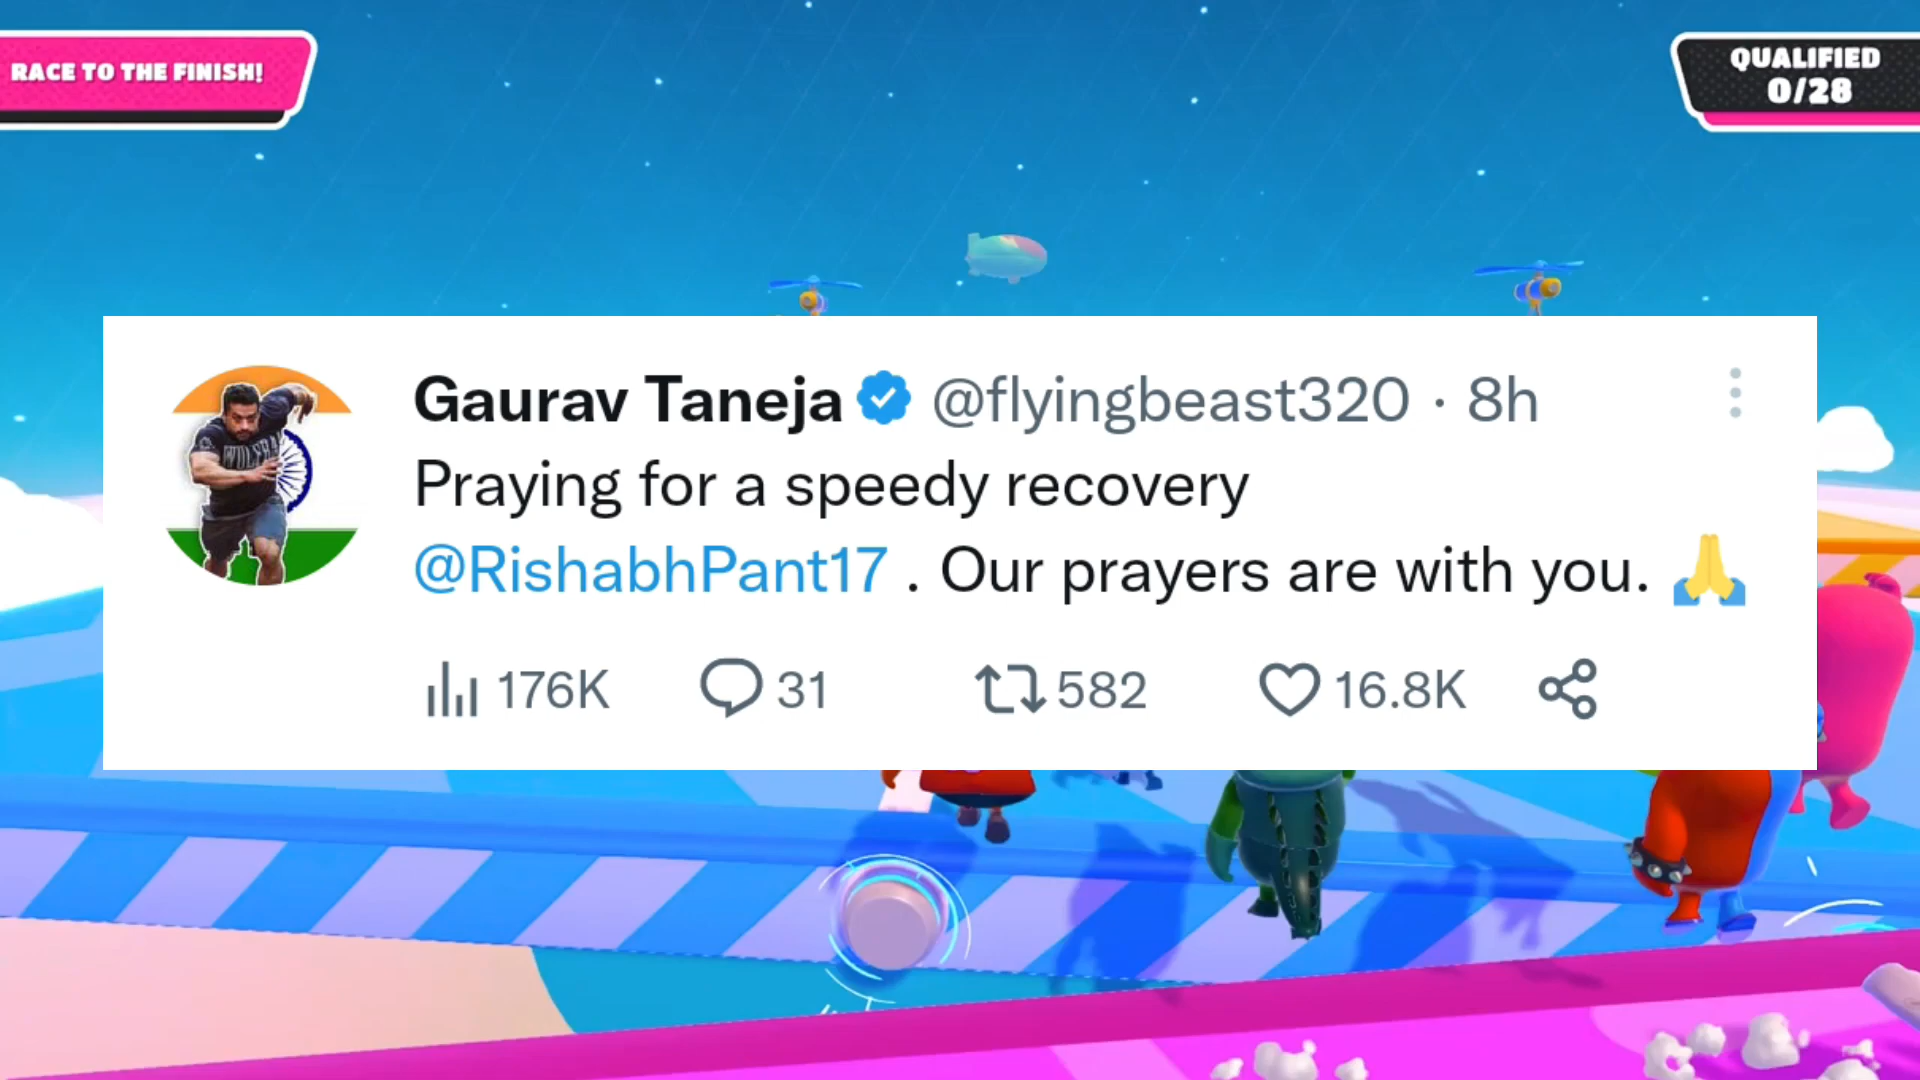 RACE TO THE FINISH!
QUALIFIED
0/28
Gaurav Taneja @flyingbeast320 · 8h
Praying for a speedy recovery
@RishabhPant17 . Our prayers are with you. 🙏
176K 31 582 16.8K